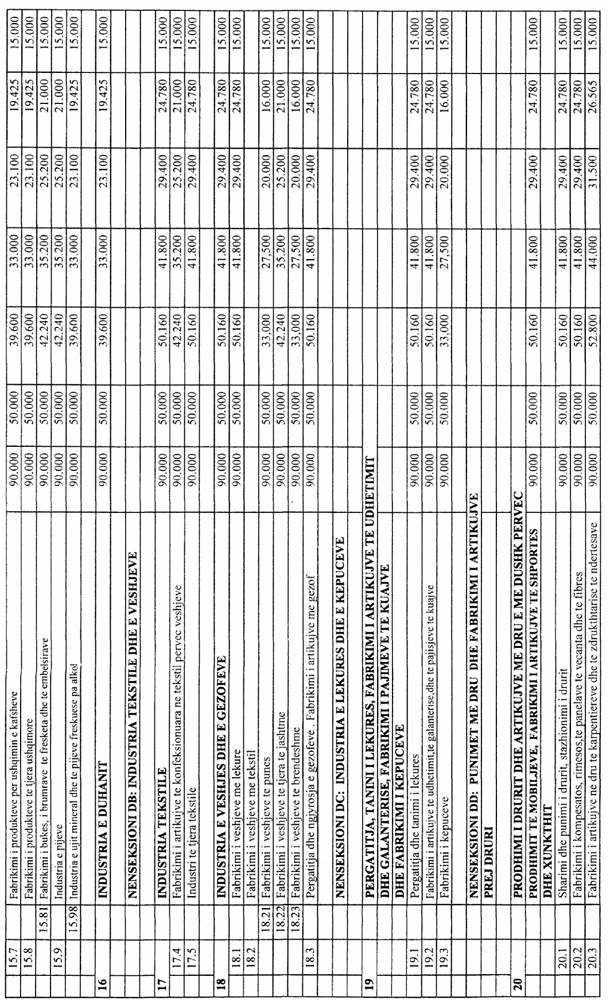 15.7 Fabrikimi i produkteve per ushqimin e kafsheve 90.000 50.000 39.600 33.000 23.100 19.425 15.000
15.8 Fabrikimi i produkteve te tjera ushqimore 90.000 50.000 39.600 33.000 23.100 19.425 15.000
15.81 Fabrikimi i bukes, i brumrave te fresketa dhe te embelsirave 90.000 50.000 42.240 35.200 25.200 21.000 15.000
15.9 Industria e pijeve 90.000 50.000 42.240 35.200 25.200 21.000 15.000
15.98 Industria e ujit mineral dhe te pijeve freskuese pa alkol 90.000 50.000 39.600 33.000 23.100 19.425 15.000
16 INDUSTRIA E DUHANIT 90.000 50.000 39.600 33.000 23.100 19.425 15.000
NENSEKSIONI DB: INDUSTRIA TEKSTILE DHE E VESHJEVE
17 INDUSTRIA TEKSTILE 90.000 50.000 50.160 41.800 29.400 24.780 15.000
17.4 Fabrikimi i artikujve te konfeksionuara ne tekstil pervec veshjeve 90.000 50.000 42.240 35.200 25.200 21.000 15.000
17.5 Industri te tjera tekstile 90.000 50.000 50.160 41.800 29.400 24.780 15.000
18 INDUSTRIA E VESHJES DHE E GEZOFEVE 90.000 50.000 50.160 41.800 29.400 24.780 15.000
18.1 Fabrikimi i veshjeve me lekure 90.000 50.000 50.160 41.800 29.400 24.780 15.000
18.2 Fabrikimi i veshjeve me tekstil
18.21 Fabrikimi i veshjeve te punes 90.000 50.000 33,000 27,500 20.000 16.000 15.000
18.22 Fabrikimi i veshjeve te tjera te jashtme 90.000 50.000 42.240 35.200 25.200 21.000 15.000
18.23 Fabrikimi i veshjeve te brendeshme 90.000 50.000 33,000 27,500 20.000 16.000 15.000
18.3 Pergatitja dhe ngjyrosja e gezofeve . Fabrikimi i artikujve me gezof 90.000 50.000 50.160 41.800 29.400 24.780 15.000
NENSEKSIONI DC: INDUSTRIA E LEKURES DHE E KEPUCEVE
19 PERGATITJA, TANINI I LEKURES, FABRIKIMI I ARTIKUJVE TE UDHETIMIT
DHE GALANTERISE, FABRIKIMI I PAJIMEVE TE KUAJVE
DHE FABRIKIMI I KEPUCEVE
19.1 Pergatitja dhe tanimi i lekures 90.000 50.000 50.160 41.800 29.400 24.780 15.000
19.2 Fabrikimi i artikujve te udhetimit,te galanterise,dhe te pajisjeve te kuajve 90.000 50.000 50.160 41.800 29.400 24.780 15.000
19.3 Fabrikimi i kepuceve 90.000 50.000 33,000 27,500 20.000 16.000 15.000
NENSEKSIONI DD: PUNIMET ME DRU DHE FABRIKIMI I ARTIKUJVE
PREJ DRURI
20 PRODHIMI I DRURIT DHE ARTIKUJVE ME DRU E ME DUSHK PERVEC
PRODHIMIT TE MOBILJEVE, FABRIKIMI I ARTIKUJVE TE SHPORTES 90.000 50.000 50.160 41.800 29.400 24.780 15.000
DHE XUNKTHIT
20.1 Sharimi dhe punimi i drurit, stazhionimi i drurit 90.000 50.000 50.160 41.800 29.400 24.780 15.000
20.2 Fabrikimi i kompesatos, rimesos,te panelave te vecanta dhe te fibres 90.000 50.000 50.160 41.800 29.400 24.780 15.000
20.3 Fabrikimi i artikujve ne dru te karpentiereve dhe te zdrukthtarise te ndertesave 90.000 50.000 52.800 44.000 31.500 26.565 15.000